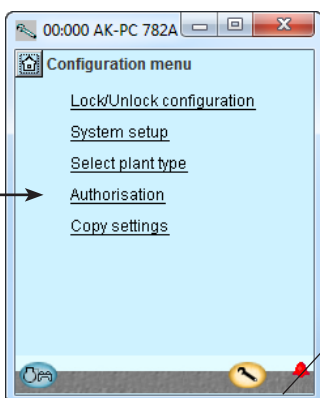 00:000 AK-PC 782A
Configuration menu
Lock/Unlock configuration
System setup
Select plant type
Authorisation
Copy settings